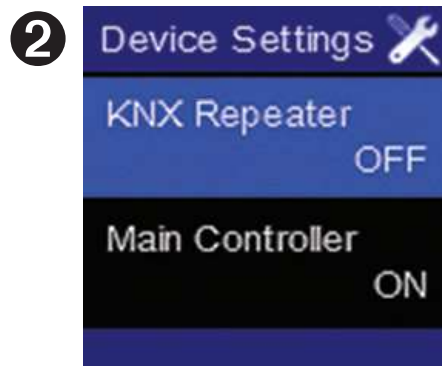 2
Device Settings
KNX Repeater
OFF
Main Controller
ON